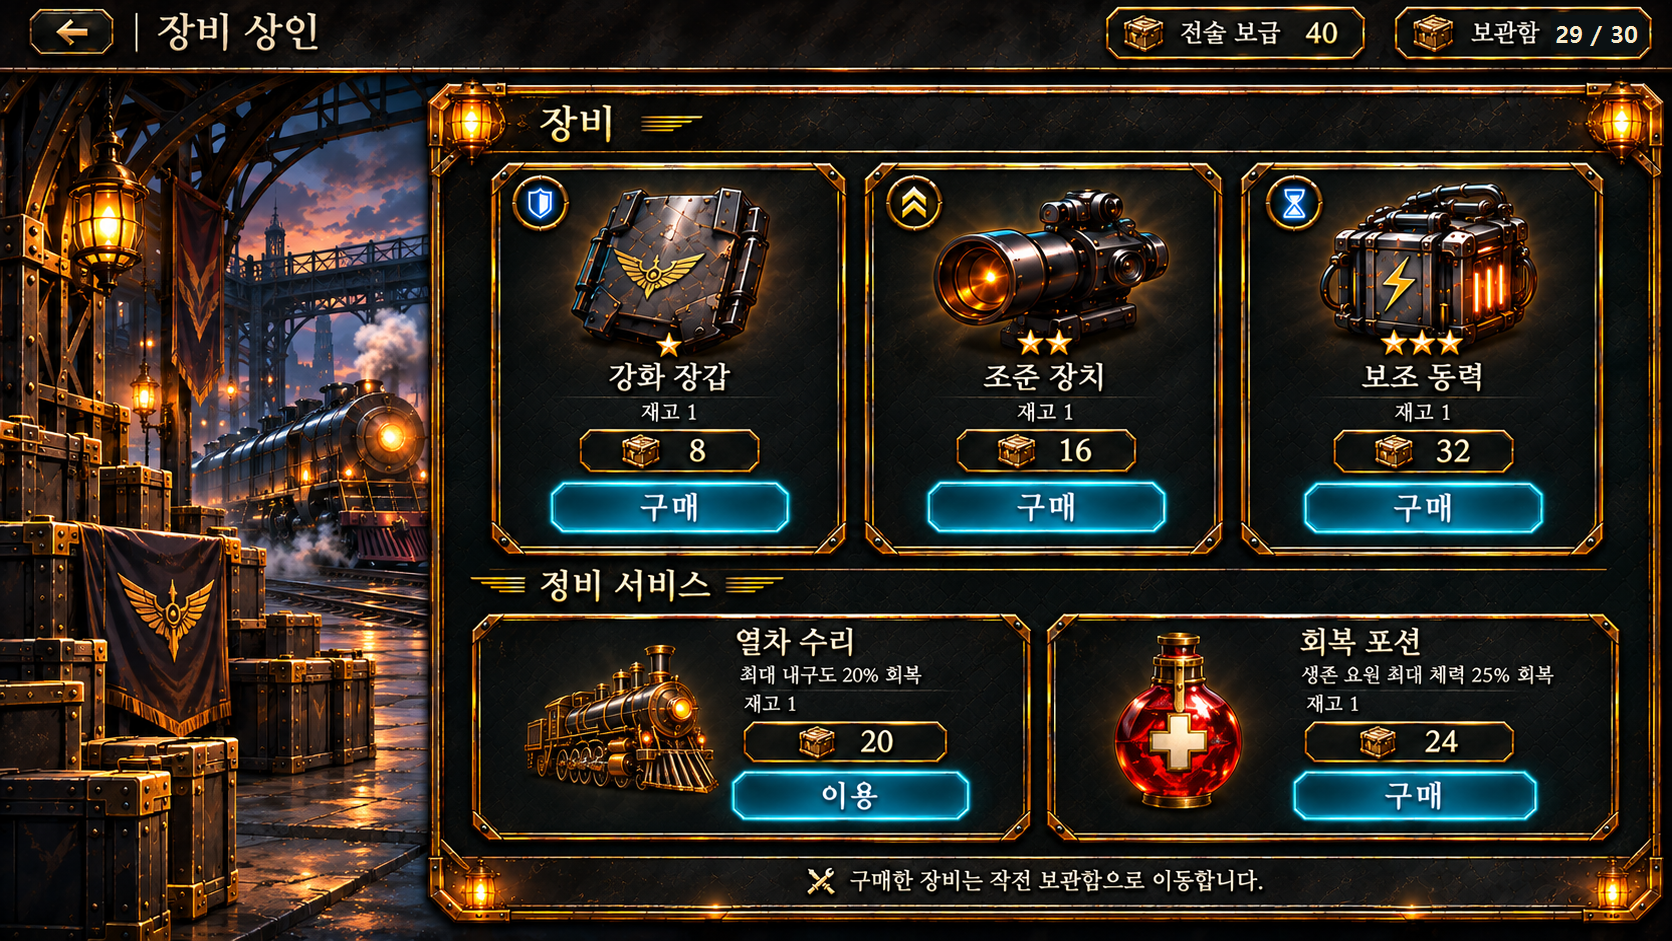 장비 상인
전술 보급 40
보관함 29 / 30
장비
강화 장갑
재고 1
8
구매
조준 장치
재고 1
16
구매
보조 동력
재고 1
32
구매
정비 서비스
열차 수리
최대 내구도 20% 회복
재고 1
20
이용
회복 포션
생존 요원 최대 체력 25% 회복
재고 1
24
구매
구매한 장비는 작전 보관함으로 이동합니다.